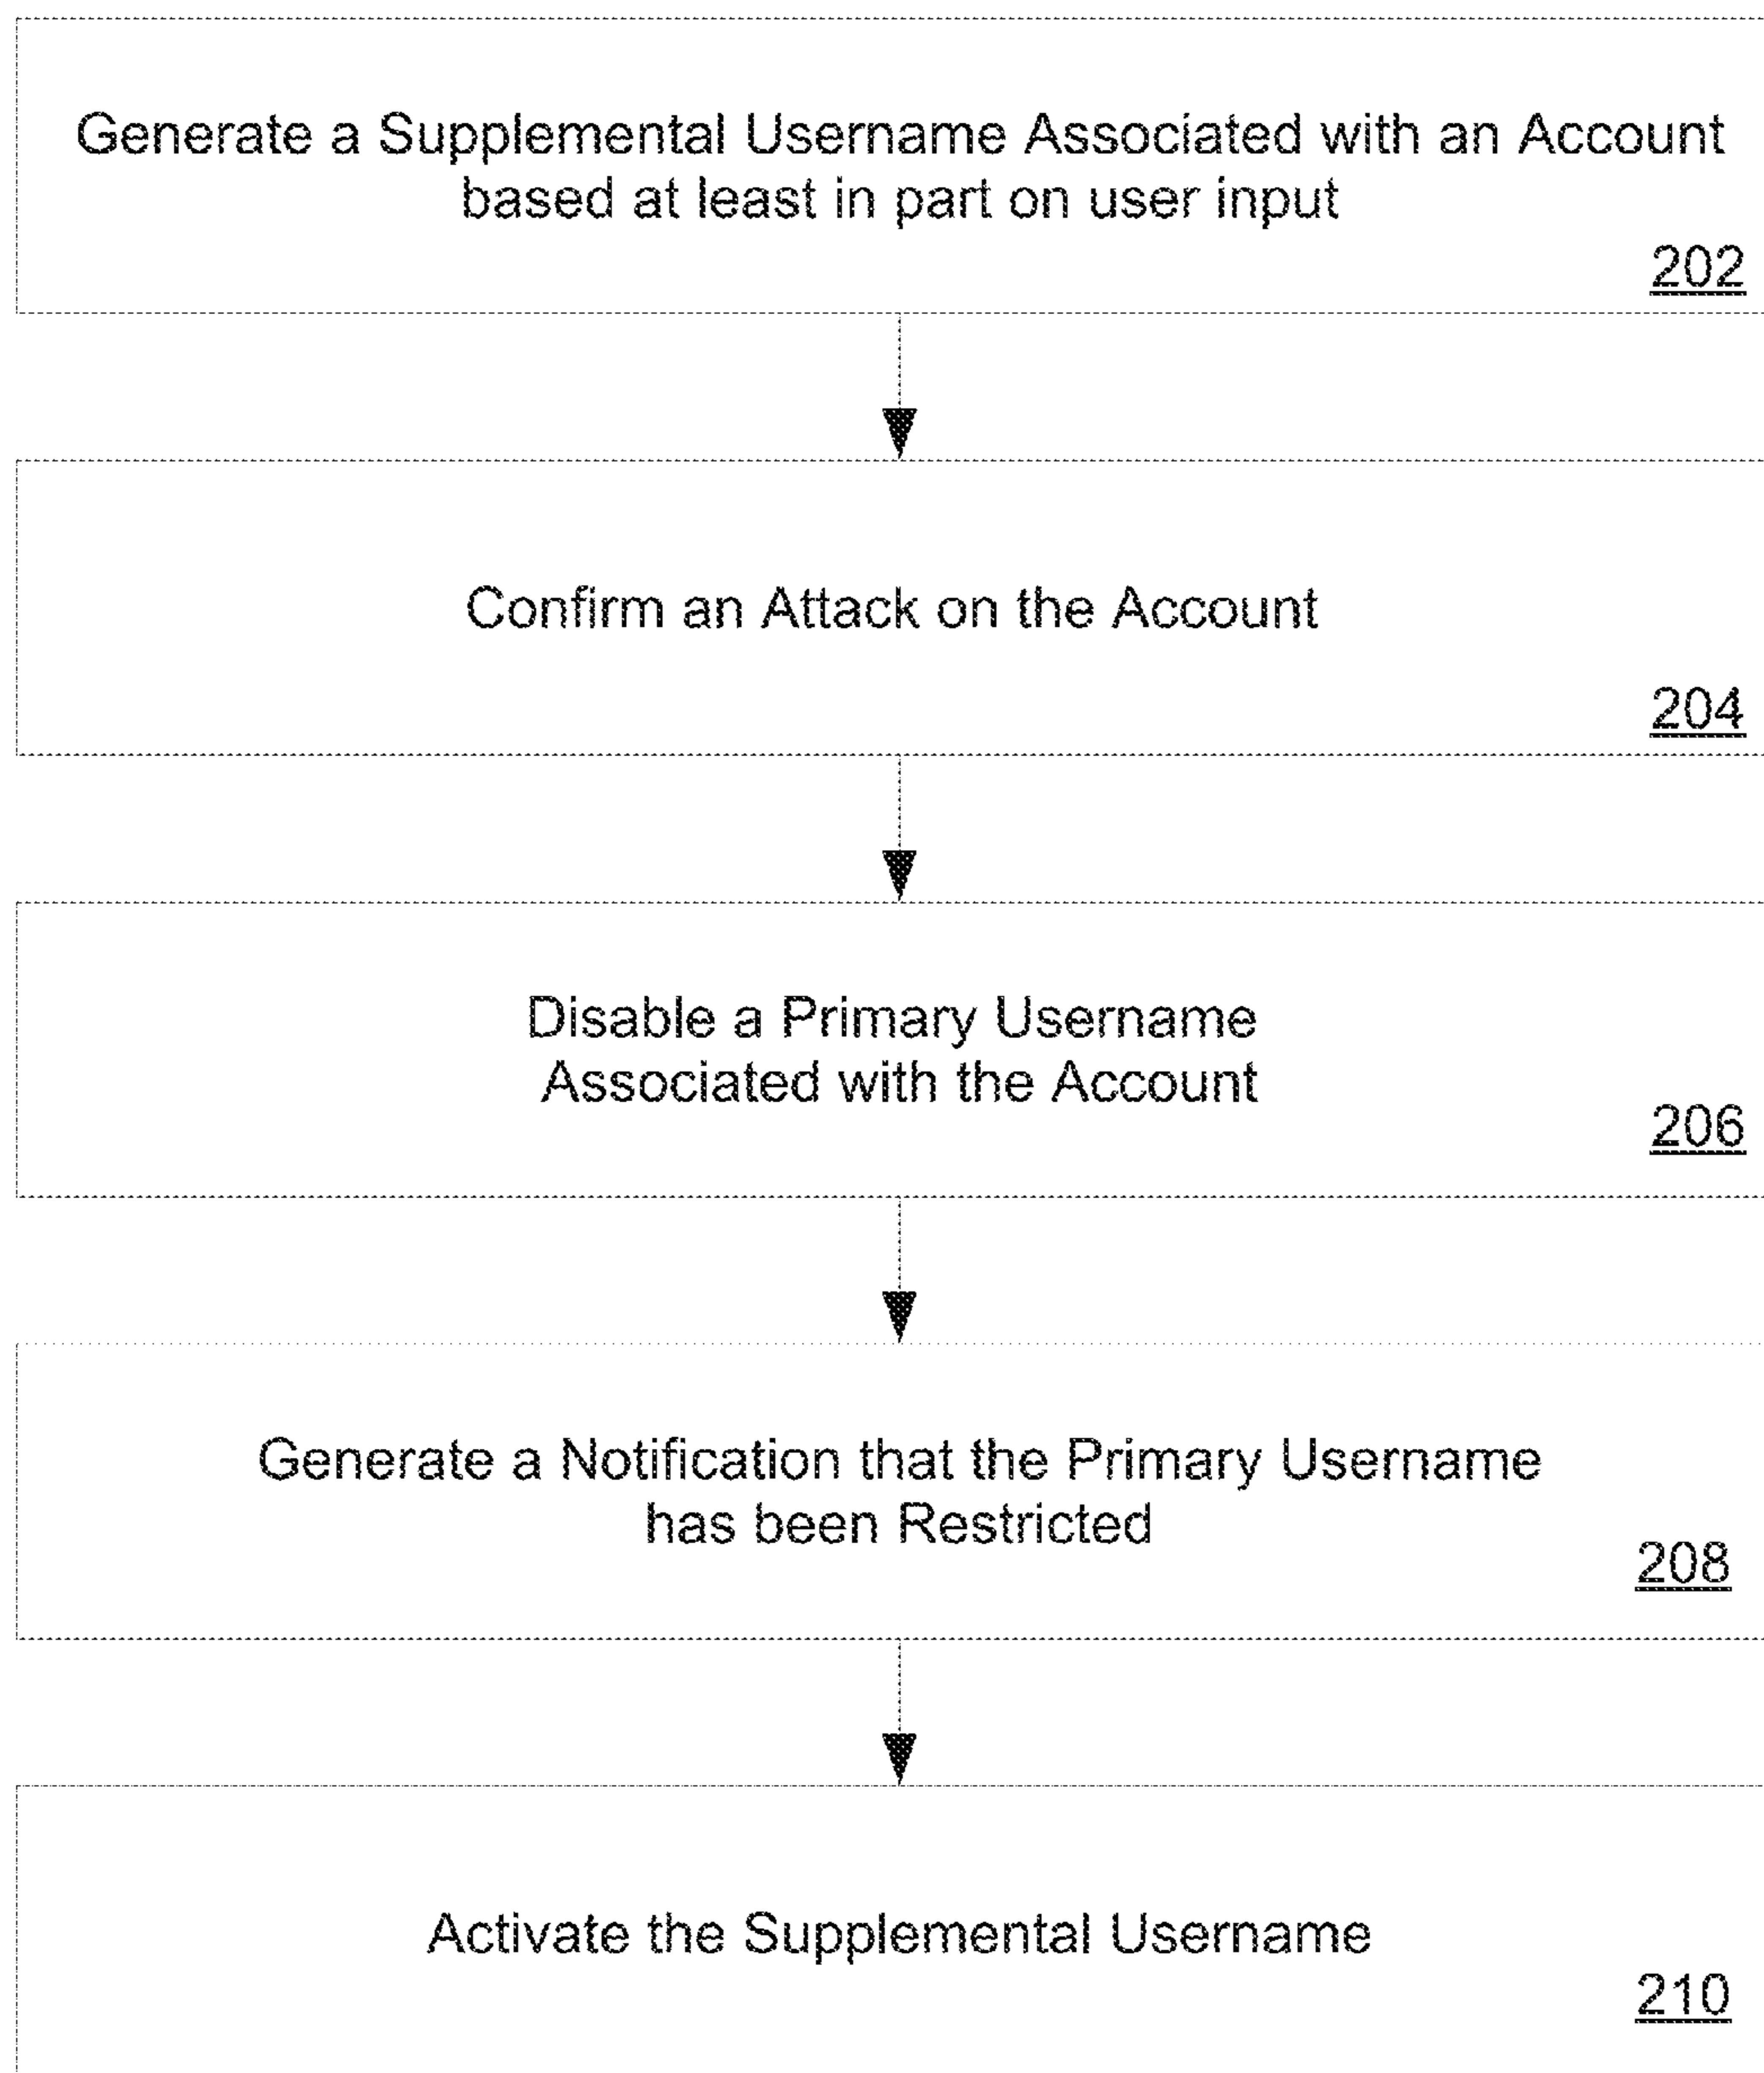 Generate a Supplemental Username Associated with an Account
based at least in part on user input
202
Confirm an Attack on the Account
204
Disable a Primary Username
Associated with the Account
206
Generate a Notification that the Primary Username
has been Restricted
208
Activate the Supplemental Username
210